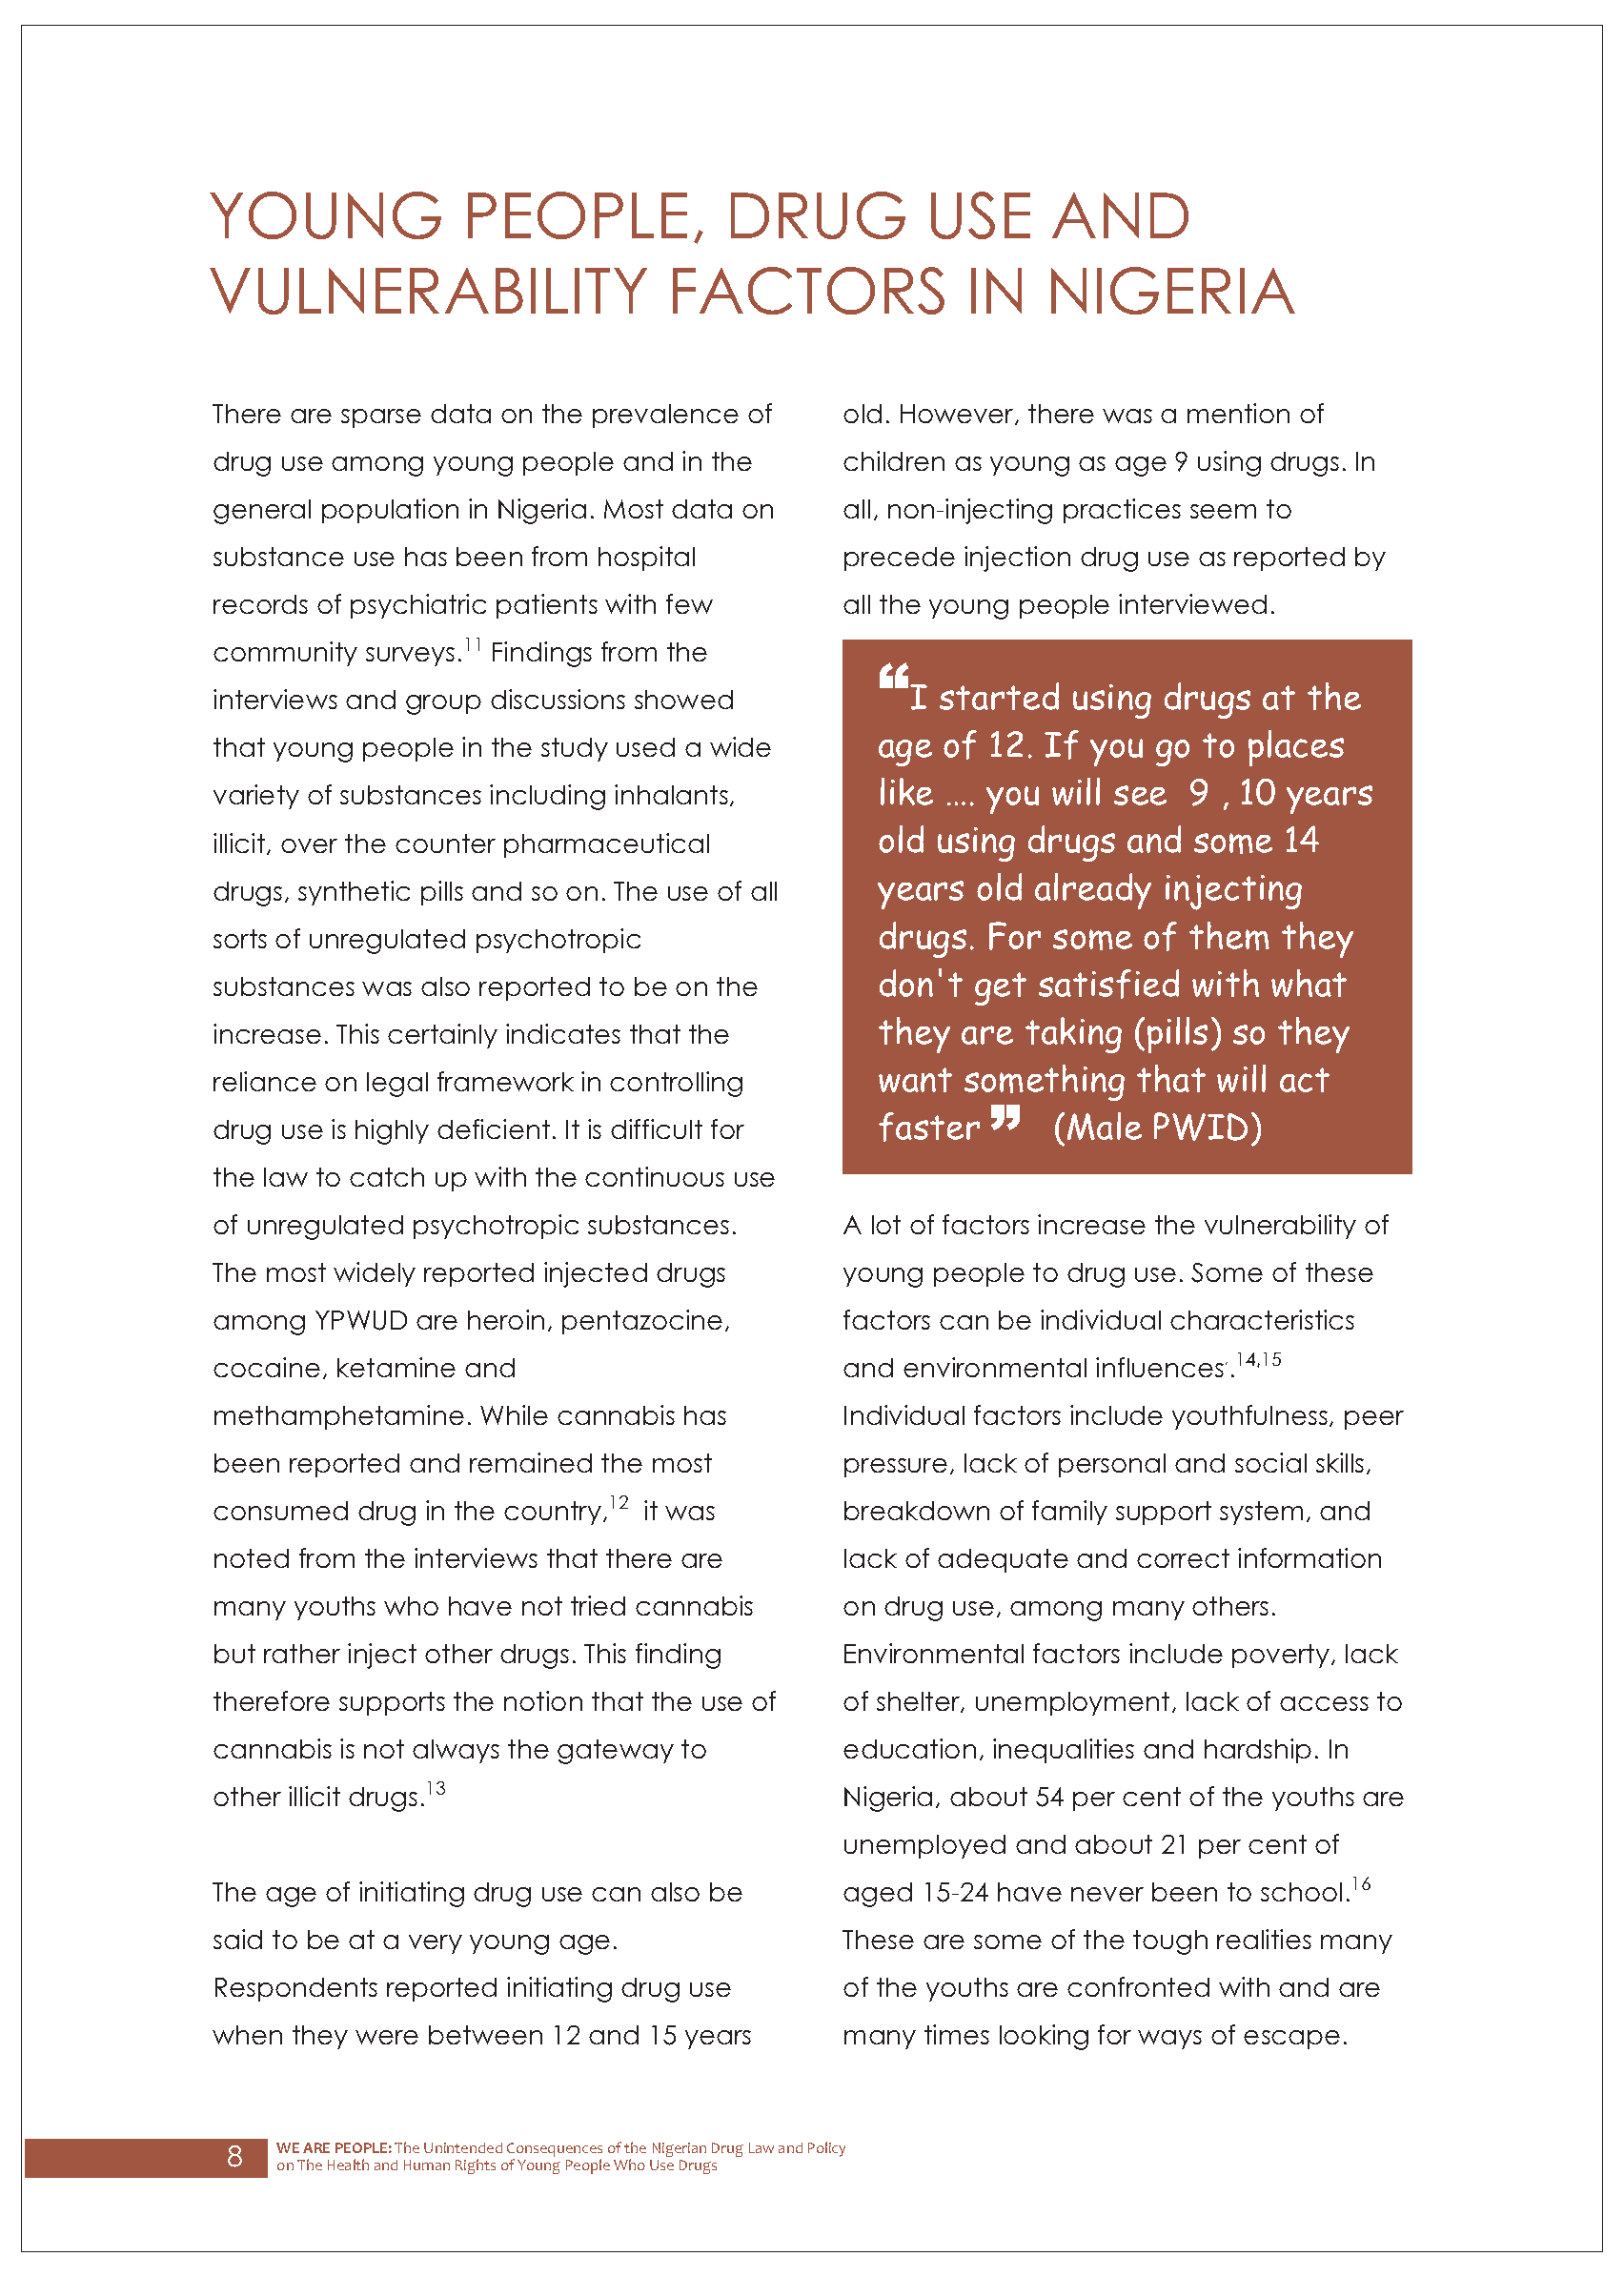 YOUNG PEOPLE, DRUG USE AND
VULNERABILITY FACTORS IN NIGERIA
There are sparse data on the prevalence of
drug use among young people and in the
general population in Nigeria. Most data on
substance use has been from hospital
records of psychiatric patients with few
community surveys.11 Findings from the
interviews and group discussions showed
that young people in the study used a wide
variety of substances including inhalants,
illicit, over the counter pharmaceutical
drugs, synthetic pills and so on. The use of all
sorts of unregulated psychotropic
substances was also reported to be on the
increase. This certainly indicates that the
reliance on legal framework in controlling
drug use is highly deficient. It is difficult for
the law to catch up with the continuous use
of unregulated psychotropic substances.
The most widely reported injected drugs
among YPWUD are heroin, pentazocine,
cocaine, ketamine and
methamphetamine. While cannabis has
been reported and remained the most
consumed drug in the country,12 it was
noted from the interviews that there are
many youths who have not tried cannabis
but rather inject other drugs. This finding
therefore supports the notion that the use of
cannabis is not always the gateway to
other illicit drugs.13
The age of initiating drug use can also be
said to be at a very young age.
Respondents reported initiating drug use
when they were between 12 and 15 years
old. However, there was a mention of
children as young as age 9 using drugs. In
all, non-injecting practices seem to
precede injection drug use as reported by
all the young people interviewed.
“I started using drugs at the
age of 12. If you go to places
like .... you will see 9 , 10 years
old using drugs and some 14
years old already injecting
drugs. For some of them they
don't get satisfied with what
they are taking (pills) so they
want something that will act
faster ” (Male PWID)
A lot of factors increase the vulnerability of
young people to drug use. Some of these
factors can be individual characteristics
and environmental influences.14,15
Individual factors include youthfulness, peer
pressure, lack of personal and social skills,
breakdown of family support system, and
lack of adequate and correct information
on drug use, among many others.
Environmental factors include poverty, lack
of shelter, unemployment, lack of access to
education, inequalities and hardship. In
Nigeria, about 54 per cent of the youths are
unemployed and about 21 per cent of
aged 15-24 have never been to school.16
These are some of the tough realities many
of the youths are confronted with and are
many times looking for ways of escape.
8 WE ARE PEOPLE: The Unintended Consequences of the Nigerian Drug Law and Policy
on The Health and Human Rights of Young People Who Use Drugs